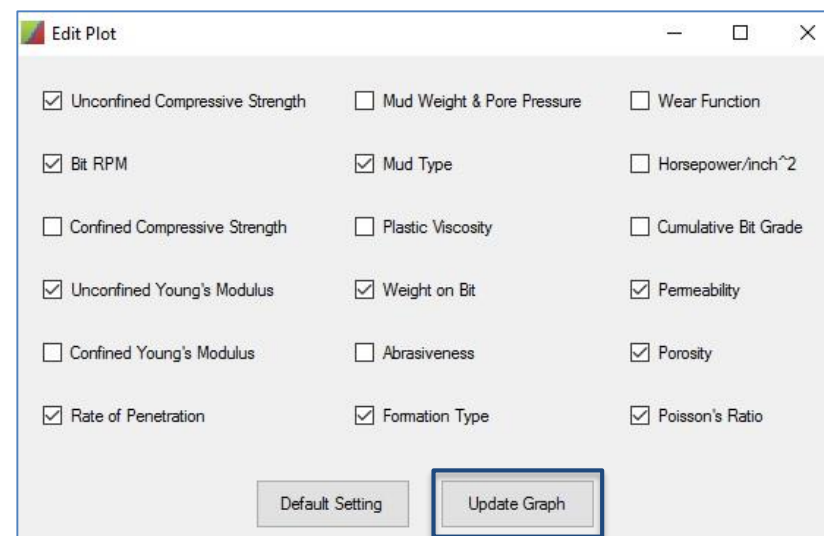 Edit Plot
Unconfined Compressive Strength Mud Weight & Pore Pressure Wear Function
Bit RPM Mud Type Horsepower/inch^2
Confined Compressive Strength Plastic Viscosity Cumulative Bit Grade
Unconfined Young's Modulus Weight on Bit Permeability
Confined Young's Modulus Abrasiveness Porosity
Rate of Penetration Formation Type Poisson's Ratio
Default Setting Update Graph